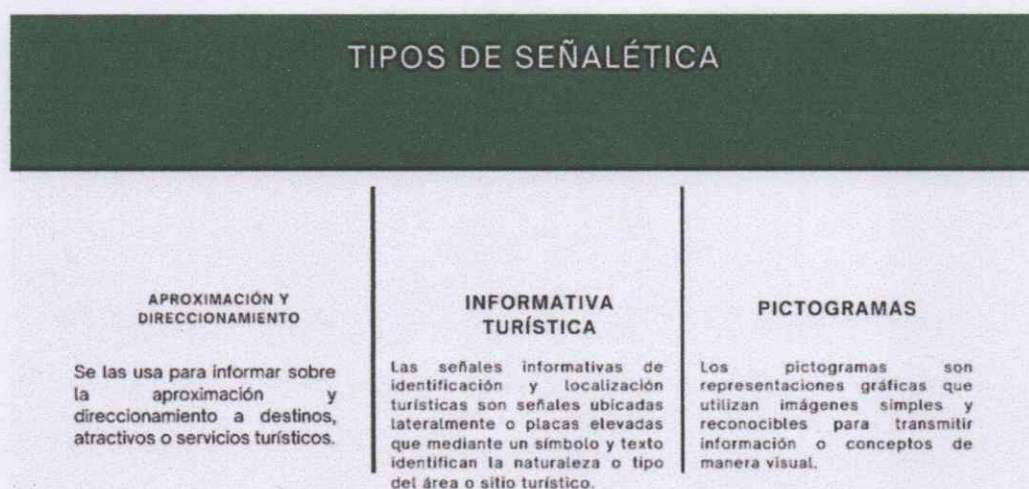 TIPOS DE SEÑALÉTICA
APROXIMACIÓN Y
DIRECCIONAMIENTO
Se las usa para informar sobre
la aproximación y
direccionamiento a destinos,
atractivos o servicios turísticos.
INFORMATIVA
TURÍSTICA
Las señales informativas de
identificación y localización
turísticas son señales ubicadas
lateralmente o placas elevadas
que mediante un símbolo y texto
identifican la naturaleza o tipo
del área o sitio turístico.
PICTOGRAMAS
Los pictogramas son
representaciones gráficas que
utilizan imágenes simples y
reconocibles para transmitir
información o conceptos de
manera visual.